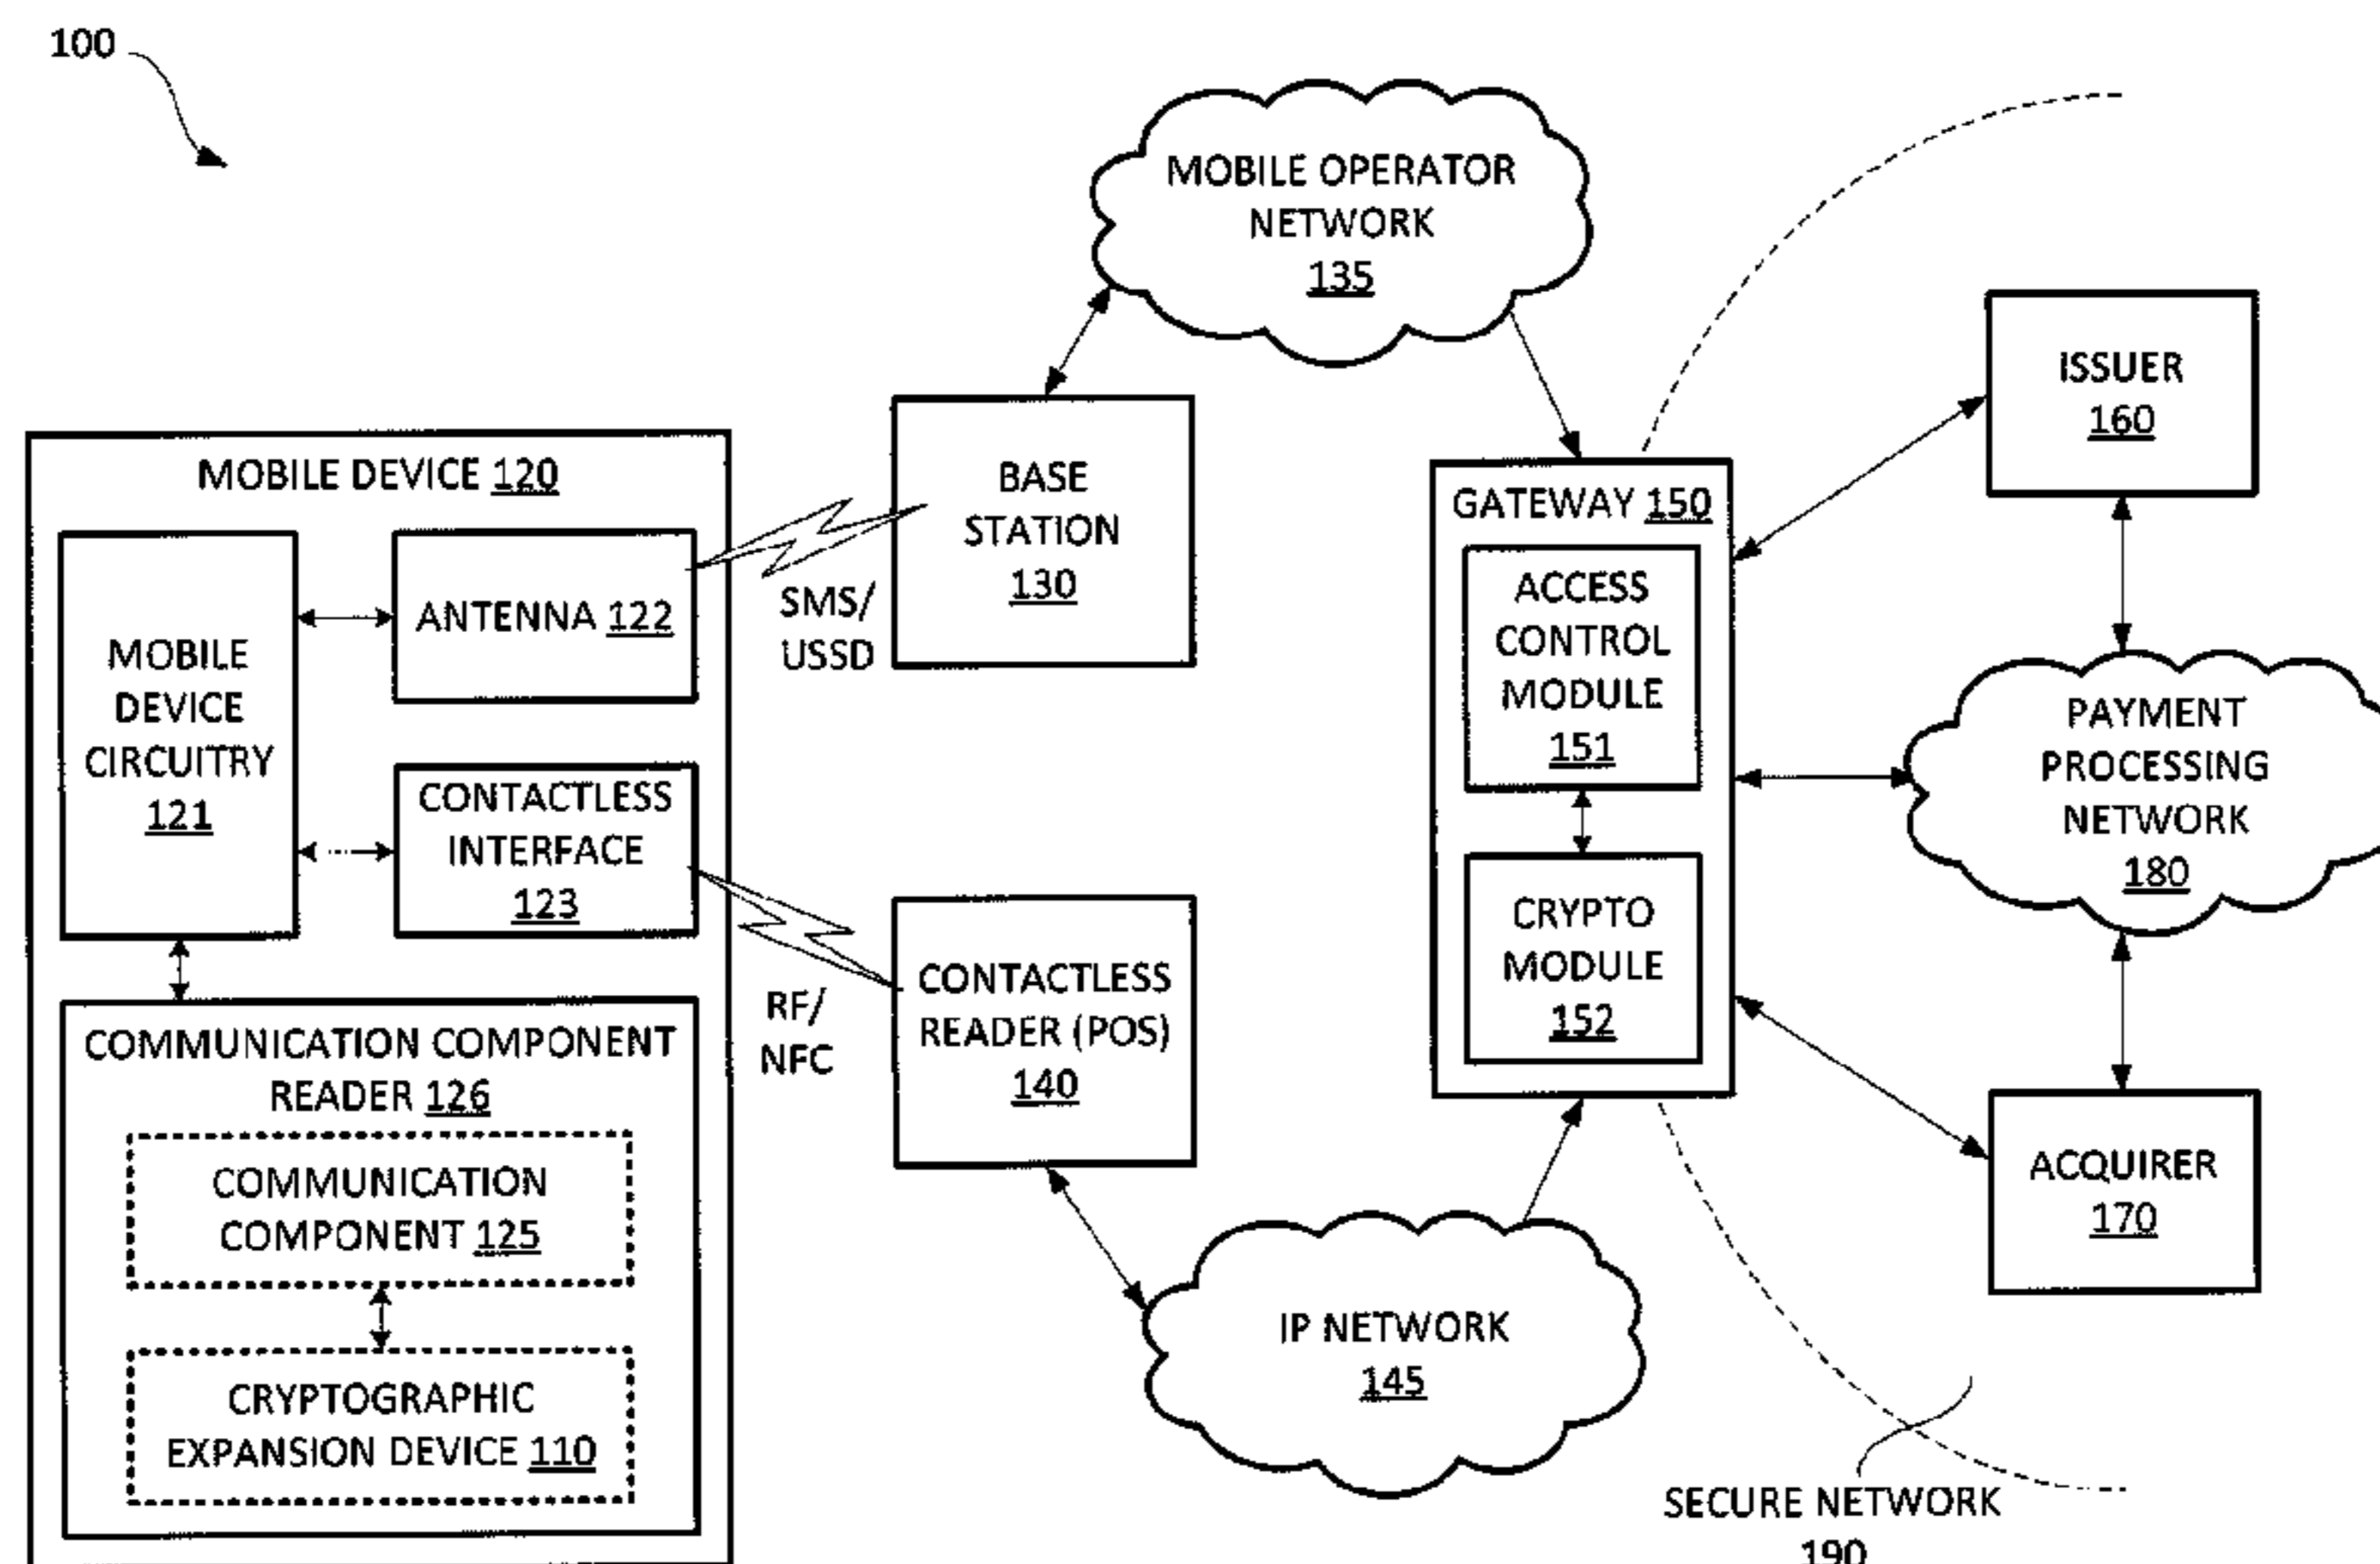 100
MOBILE OPERATOR
NETWORK
135
ISSUER
160
MOBILE DEVICE 120
BASE
STATION
130
GATEWAY 150
MOBILE
DEVICE
CIRCUITRY
121
ANTENNA 122
SMS/
USSD
ACCESS
CONTROL
MODULE
151
PAYMENT
PROCESSING
NETWORK
180
CONTACTLESS
INTERFACE
123
CRYPTO
MODULE
152
RF/
NFC
CONTACTLESS
READER (POS)
140
COMMUNICATION COMPONENT
READER 126
COMMUNICATION
COMPONENT 125
CRYPTOGRAPHIC
EXPANSION DEVICE 110
ACQUIRER
170
IP NETWORK
145
SECURE NETWORK
190